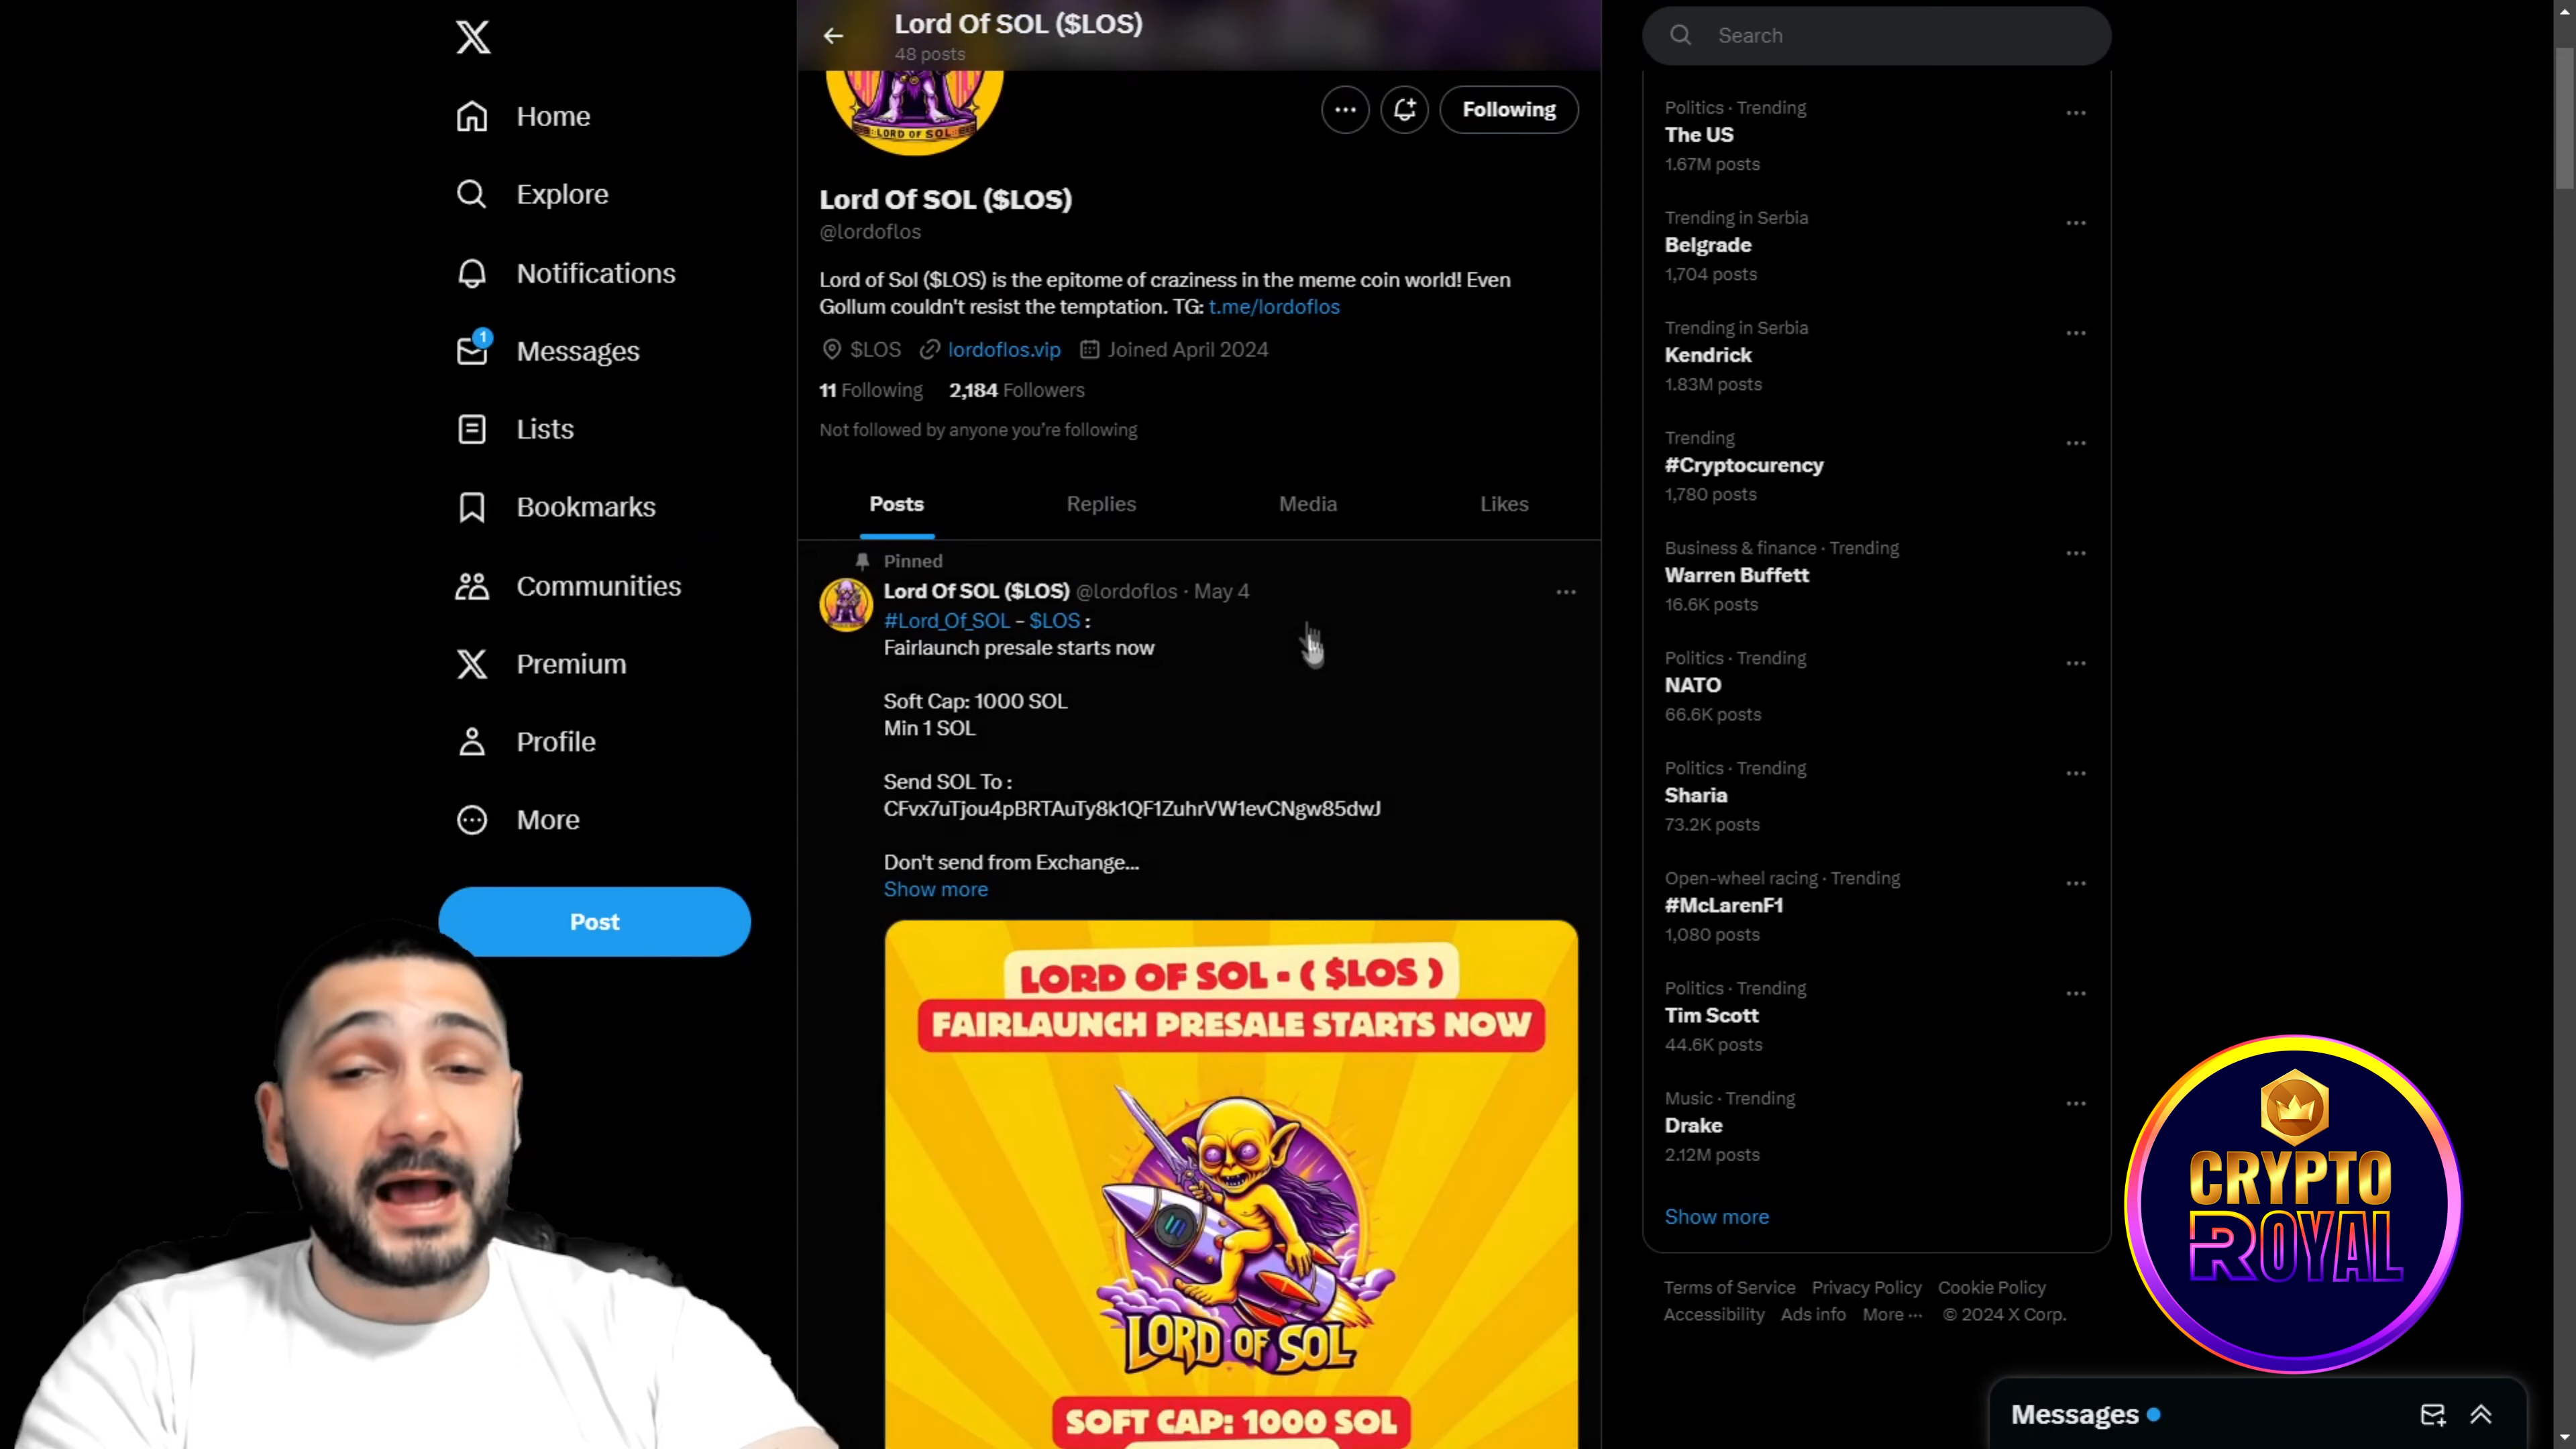 Home
Explore
Notifications
1
Messages
Lists
Bookmarks
Communities
Premium
Profile
More
Post
Lord Of SOL ($LOS)
48 posts
LORD OF SOL
Following
Lord Of SOL ($LOS)
@lordoflos
Lord of Sol ($LOS) is the epitome of craziness in the meme coin world! Even
Gollum couldn't resist the temptation. TG: t.me/lordoflos
$LOS lordoflos.vip Joined April 2024
11 Following 2,184 Followers
Not followed by anyone you're following
Posts Replies Media Likes
Pinned
Lord Of SOL ($LOS) @lordoflos · May 4
#Lord_Of_SOL - $LOS :
Fairlaunch presale starts now
Soft Cap: 1000 SOL
Min 1 SOL
Send SOL To :
CFvx7uTjou4pBRTAuTy8k1QF1ZuhrVW1evCNgw85dwJ
Don't send from Exchange...
Show more
LORD OF SOL - ( $LOS )
FAIRLAUNCH PRESALE STARTS NOW
LORD OF SOL
SOFT CAP: 1000 SOL
Search
Politics · Trending
The US
1.67M posts
Trending in Serbia
Belgrade
1,704 posts
Trending in Serbia
Kendrick
1.83M posts
Trending
#Cryptocurency
1,780 posts
Business & finance · Trending
Warren Buffett
16.6K posts
Politics · Trending
NATO
66.6K posts
Politics · Trending
Sharia
73.2K posts
Open-wheel racing · Trending
#McLarenF1
1,080 posts
Politics · Trending
Tim Scott
44.6K posts
Music · Trending
Drake
2.12M posts
Show more
Terms of Service Privacy Policy Cookie Policy
Accessibility Ads info More ··· © 2024 X Corp.
CRYPTO
ROYAL
Messages